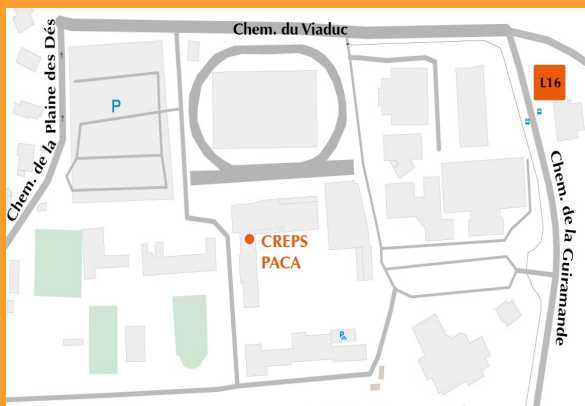 Chem. du Viaduc
Chem. de la Plaine des Dés
P
L16
Chem. de la Guiramande
CREPS
PACA
P